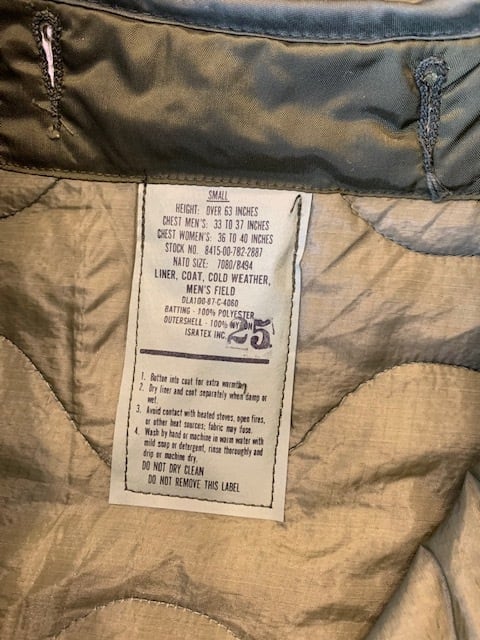 SMALL
HEIGHT: OVER 63 INCHES
CHEST MEN'S: 33 TO 37 INCHES
CHEST WOMEN'S: 36 TO 40 INCHES
STOCK NO. 8415-00-782-2887
NATO SIZE: 7080/8494
LINER, COAT, COLD WEATHER,
MEN'S FIELD
DLA100-87-C-4060
BATTING - 100% POLYESTER
OUTERSHELL - 100% NYLON
ISRATEX INC.
25
1. Button into coat for extra warmth.
2. Dry liner and coat separately when damp or
wet.
3. Avoid contact with heated stoves, open fires,
or other heat sources; fabric may fuse.
4. Wash by hand or machine in warm water with
mild soap or detergent, rinse thoroughly and
drip or machine dry.
DO NOT DRY CLEAN
DO NOT REMOVE THIS LABEL